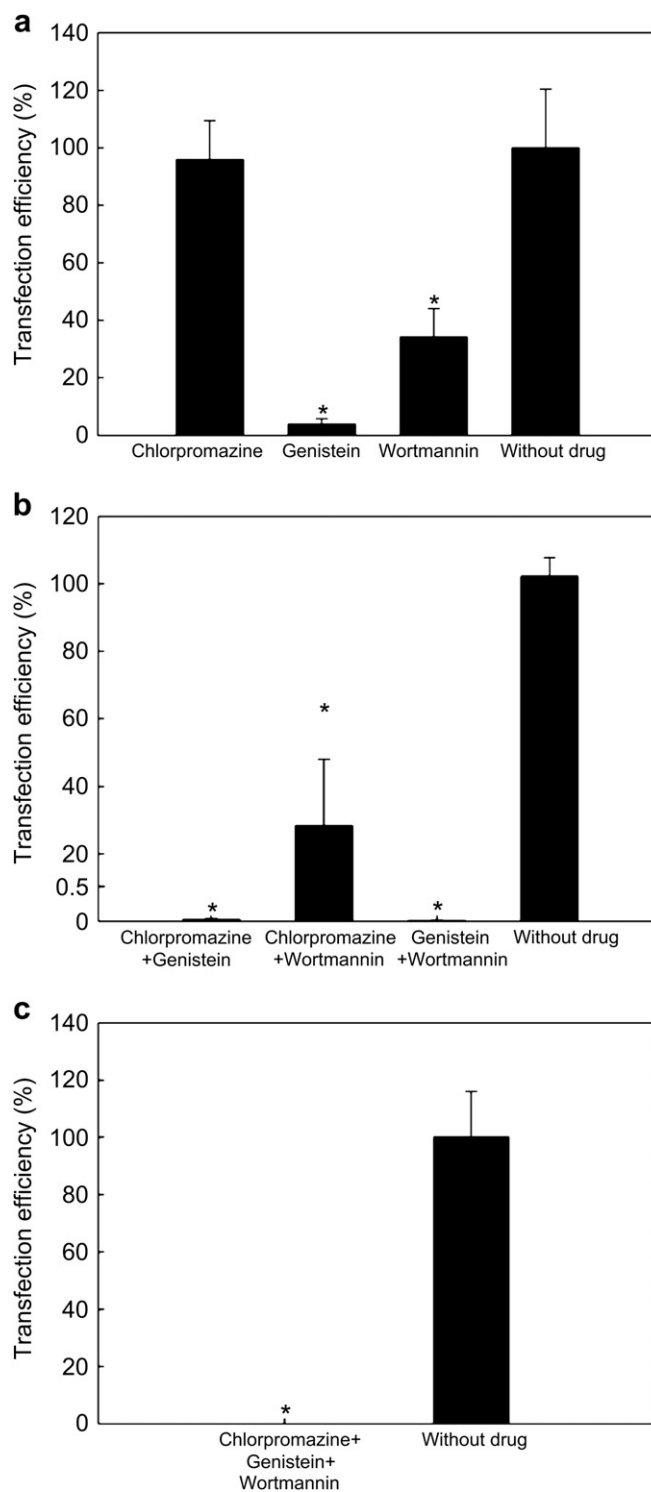 a
Transfection efficiency (%)
140
120
100
80
60
40
20
0
*
*
Chlorpromazine Genistein Wortmannin Without drug
b
Transfection efficiency (%)
120
100
80
60
40
20
0.5
0
*
*
*
Chlorpromazine Chlorpromazine Genistein Without drug
+Genistein +Wortmannin +Wortmannin
c
Transfection efficiency (%)
140
120
100
80
60
40
20
0
*
Chlorpromazine+ Without drug
Genistein+
Wortmannin